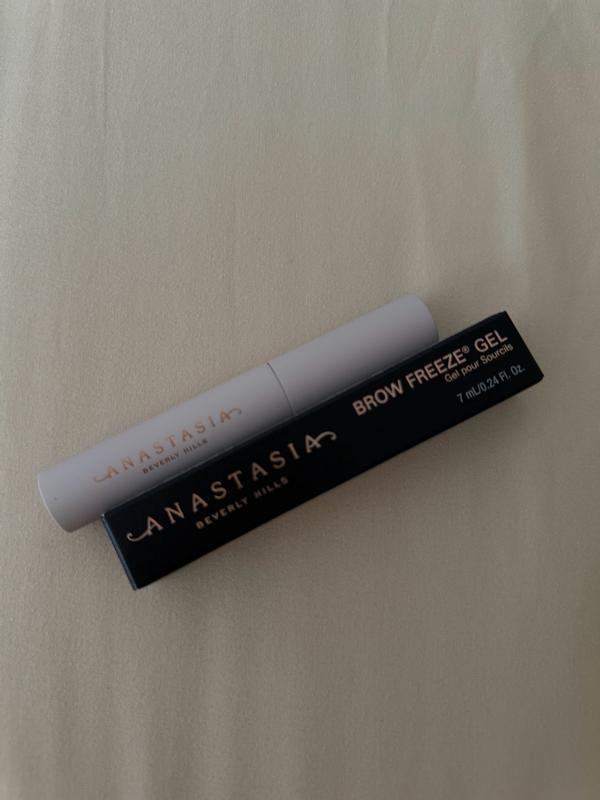 ANASTASIA
BEVERLY HILLS
ANASTASIA
BEVERLY HILLS
BROW FREEZE® GEL
Gel pour Sourcils
7 mL/0.24 Fl. Oz.